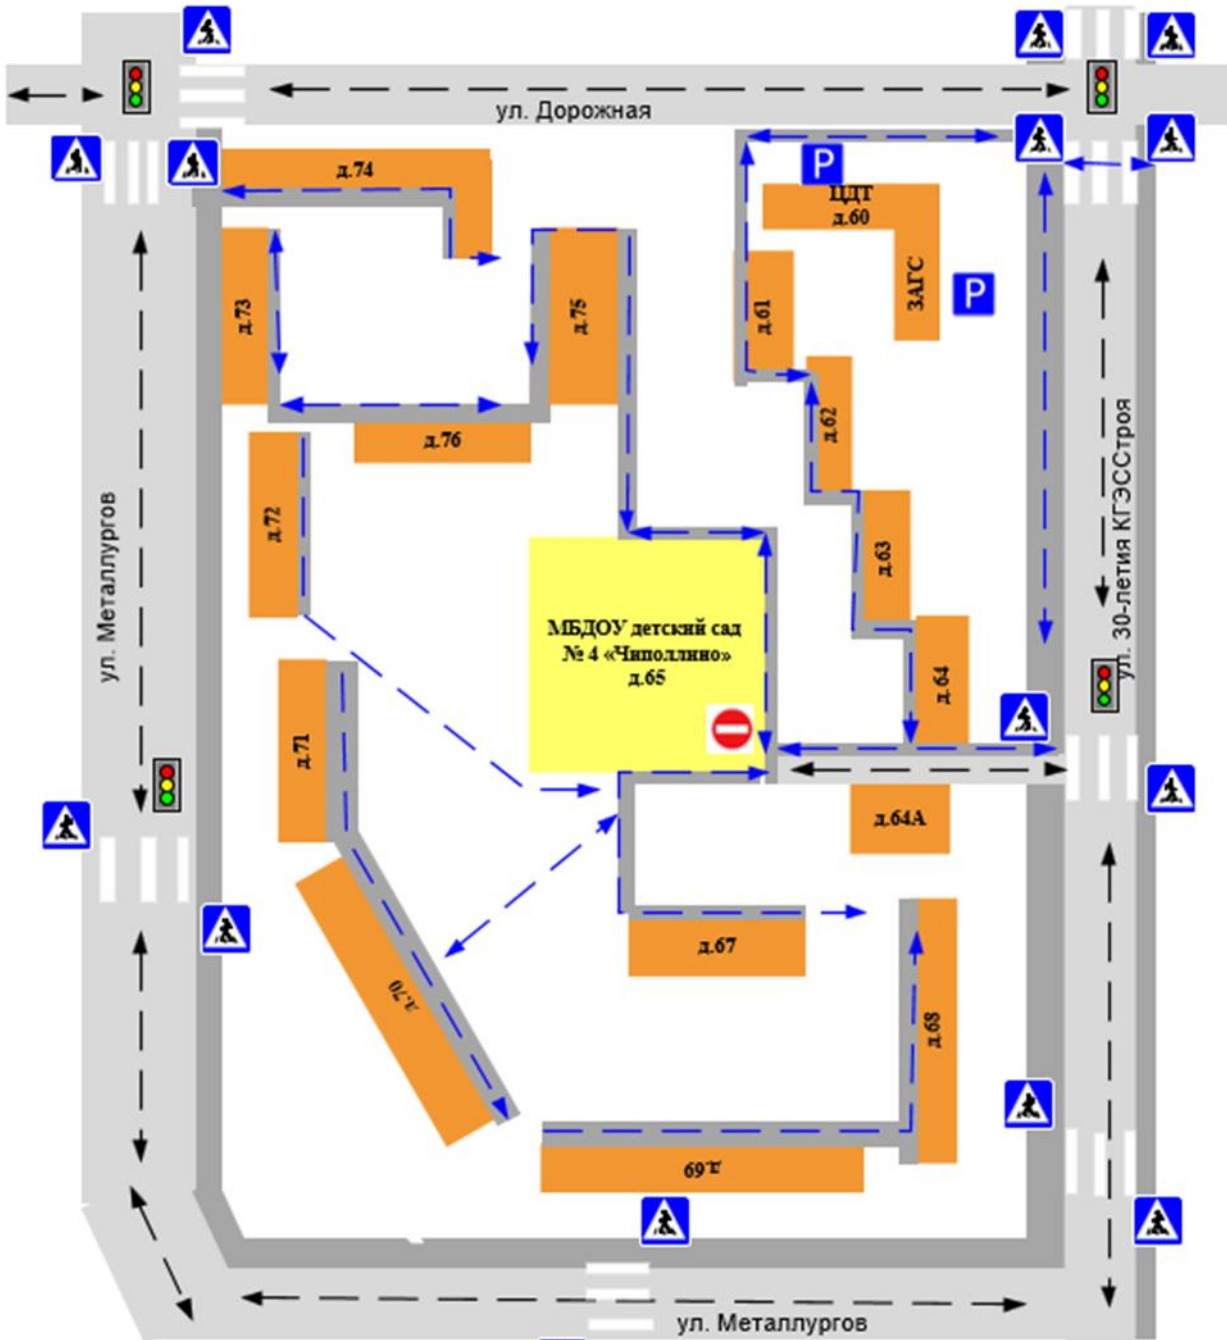 ул. Дорожная
д.74
P
ЦДТ
д.60
ЗАГС
P
д.73
д.75
д.61
д.62
д.76
д.72
д.63
ул. Металлургов
ул. 30-летия КГЭССтроя
МБДОУ детский сад
№ 4 «Чиполлино»
д.65
д.64
д.71
д.64А
д.67
д.70
д.68
д.69
ул. Металлургов